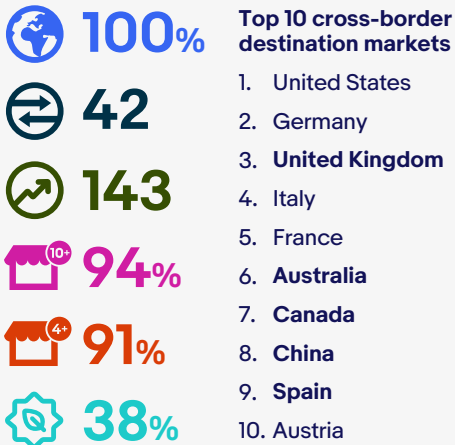 100%
42
143
10+
94%
4+
91%
38%
Top 10 cross-border
destination markets
1. United States
2. Germany
3. United Kingdom
4. Italy
5. France
6. Australia
7. Canada
8. China
9. Spain
10. Austria